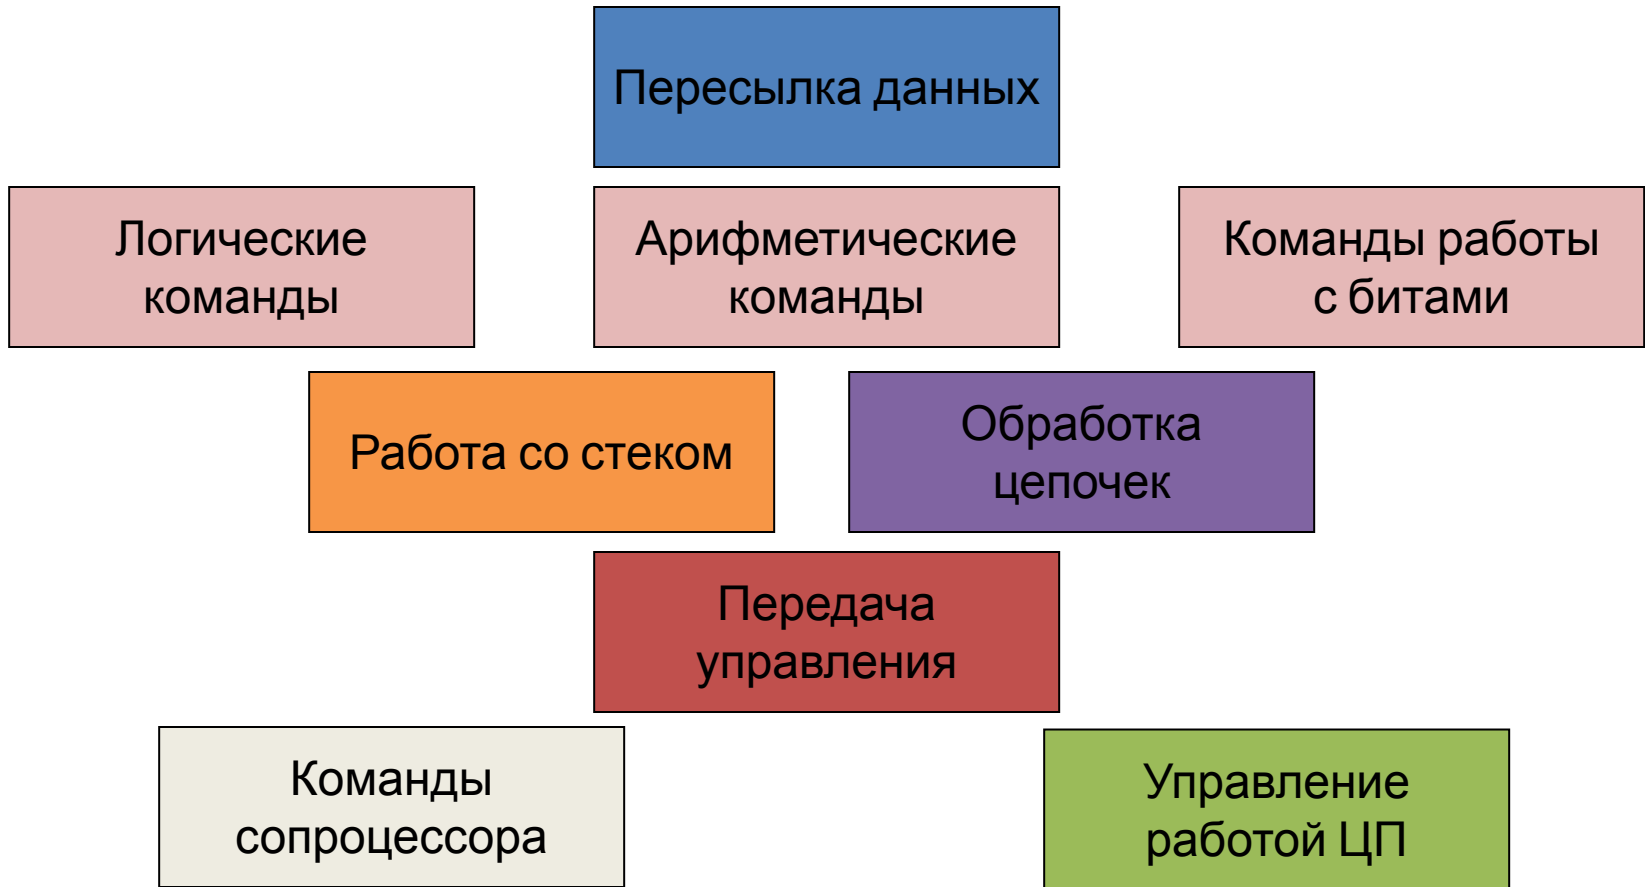 Пересылка данных
Логические
команды
Арифметические
команды
Команды работы
с битами
Работа со стеком
Обработка
цепочек
Передача
управления
Команды
сопроцессора
Управление
работой ЦП